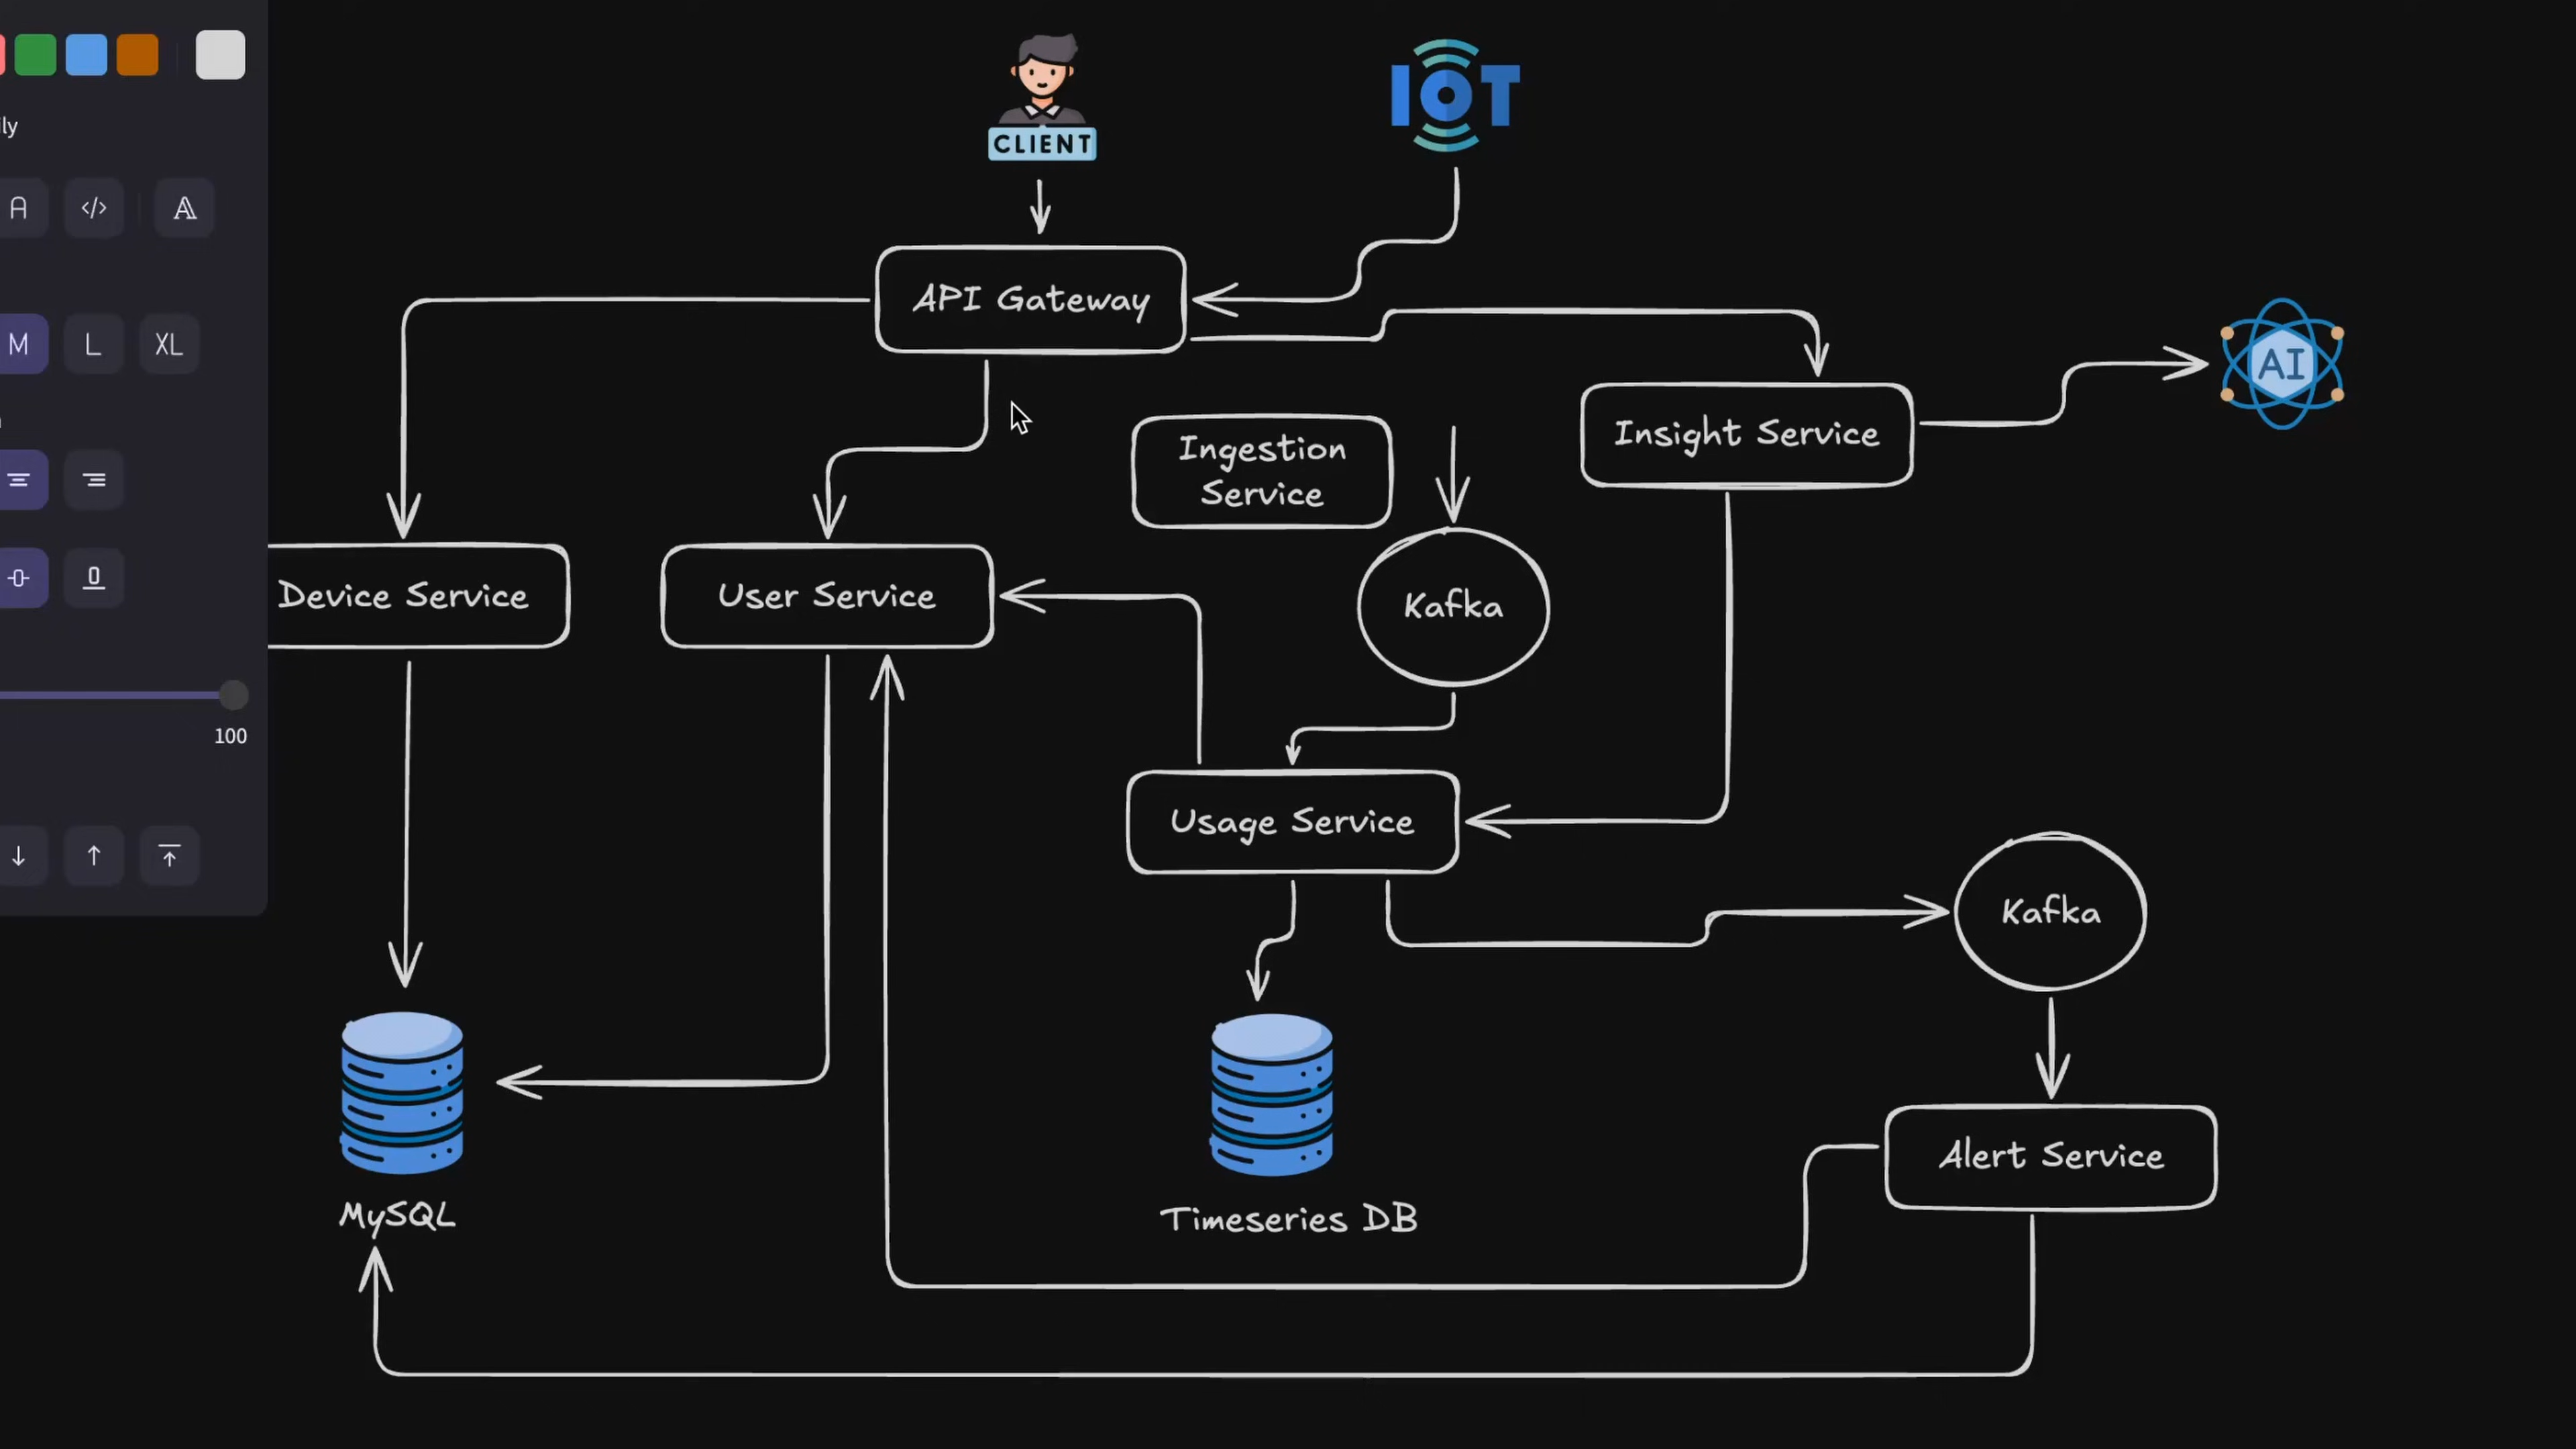 CLIENT
IOT
ily
A
</>
A
API Gateway
M
L
XL
AI
Insight Service
Ingestion
Service
Device Service
User Service
Kafka
100
Usage Service
Kafka
Alert Service
MySQL
Timeseries DB